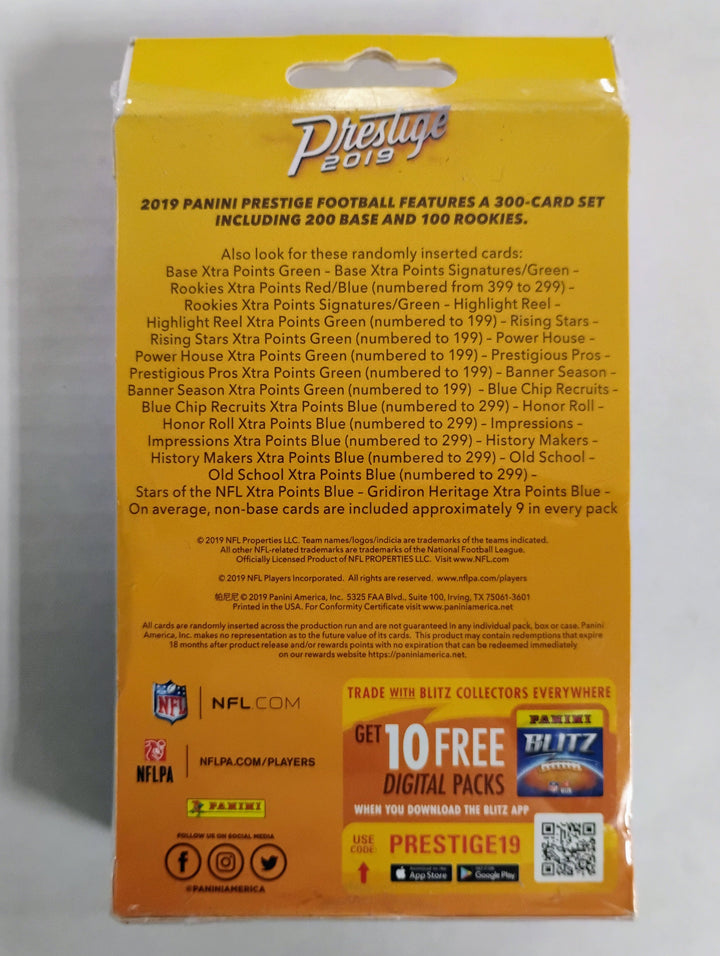 Prestige
2019
2019 PANINI PRESTIGE FOOTBALL FEATURES A 300-CARD SET
INCLUDING 200 BASE AND 100 ROOKIES.
Also look for these randomly inserted cards:
Base Xtra Points Green - Base Xtra Points Signatures/Green -
Rookies Xtra Points Red/Blue (numbered from 399 to 299) -
Rookies Xtra Points Signatures/Green - Highlight Reel -
Highlight Reel Xtra Points Green (numbered to 199) - Rising Stars -
Rising Stars Xtra Points Green (numbered to 199) - Power House -
Power House Xtra Points Green (numbered to 199) - Prestigious Pros -
Prestigious Pros Xtra Points Green (numbered to 199) - Banner Season -
Banner Season Xtra Points Green (numbered to 199) - Blue Chip Recruits -
Blue Chip Recruits Xtra Points Blue (numbered to 299) - Honor Roll -
Honor Roll Xtra Points Blue (numbered to 299) - Impressions -
Impressions Xtra Points Blue (numbered to 299) - History Makers -
History Makers Xtra Points Blue (numbered to 299) - Old School -
Old School Xtra Points Blue (numbered to 299) -
Stars of the NFL Xtra Points Blue - Gridiron Heritage Xtra Points Blue -
On average, non-base cards are included approximately 9 in every pack
© 2019 NFL Properties LLC. Team names/logos/indicia are trademarks of the teams indicated.
All other NFL-related trademarks are trademarks of the National Football League.
Officially Licensed Product of NFL PROPERTIES LLC. Visit www.NFL.com
© 2019 NFL Players Incorporated. All rights are reserved. www.nflpa.com/players
帕尼尼 © 2019 Panini America, Inc. 5325 FAA Blvd., Suite 100, Irving, TX 75061-3601
Printed in the USA. For Conformity Certificate visit www.paniniamerica.net
All cards are randomly inserted across the production run and are not guaranteed in any individual pack, box or case. Panini
America, Inc. makes no representation as to the future value of its cards. This product may contain redemptions that expire
18 months after product release and/or rewards points with no expiration that can be redeemed immediately
on our rewards website https://paniniamerica.net.
NFL
NFL.COM
NFLPA
NFLPA.COM/PLAYERS
PANINI
FOLLOW US ON SOCIAL MEDIA
@PANINIAMERICA
TRADE WITH BLITZ COLLECTORS EVERYWHERE
GET 10 FREE
DIGITAL PACKS
PANINI
BLITZ
WHEN YOU DOWNLOAD THE BLITZ APP
USE
CODE: PRESTIGE19
App Store
Google Play